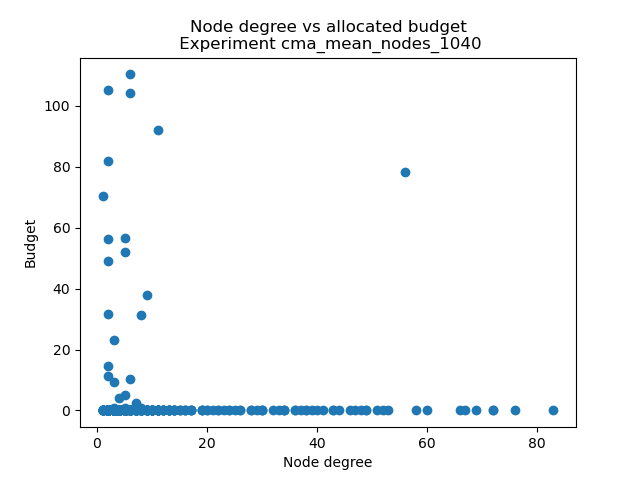 Node degree vs allocated budget
Experiment cma_mean_nodes_1040
100
80
60
40
20
0
Budget
0 20 40 60 80
Node degree